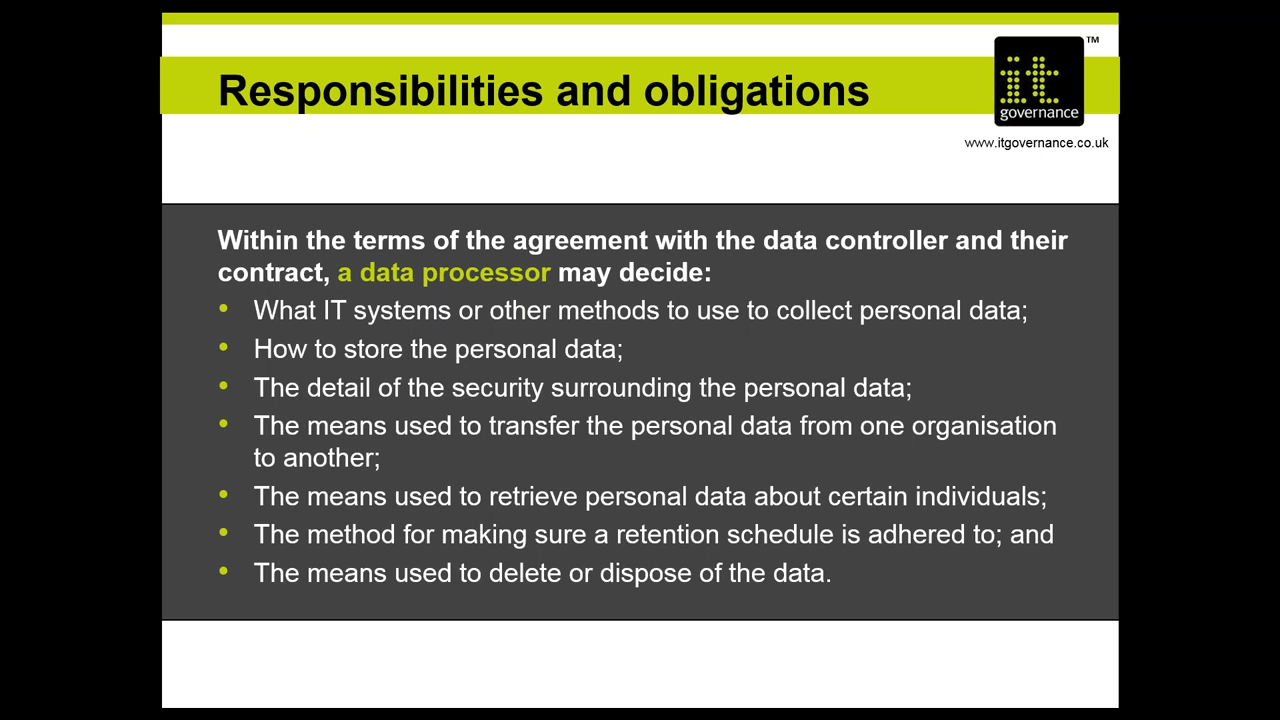 Responsibilities and obligations
it
governance
™
www.itgovernance.co.uk
Within the terms of the agreement with the data controller and their
contract, a data processor may decide:
• What IT systems or other methods to use to collect personal data;
• How to store the personal data;
• The detail of the security surrounding the personal data;
• The means used to transfer the personal data from one organisation
to another;
• The means used to retrieve personal data about certain individuals;
• The method for making sure a retention schedule is adhered to; and
• The means used to delete or dispose of the data.